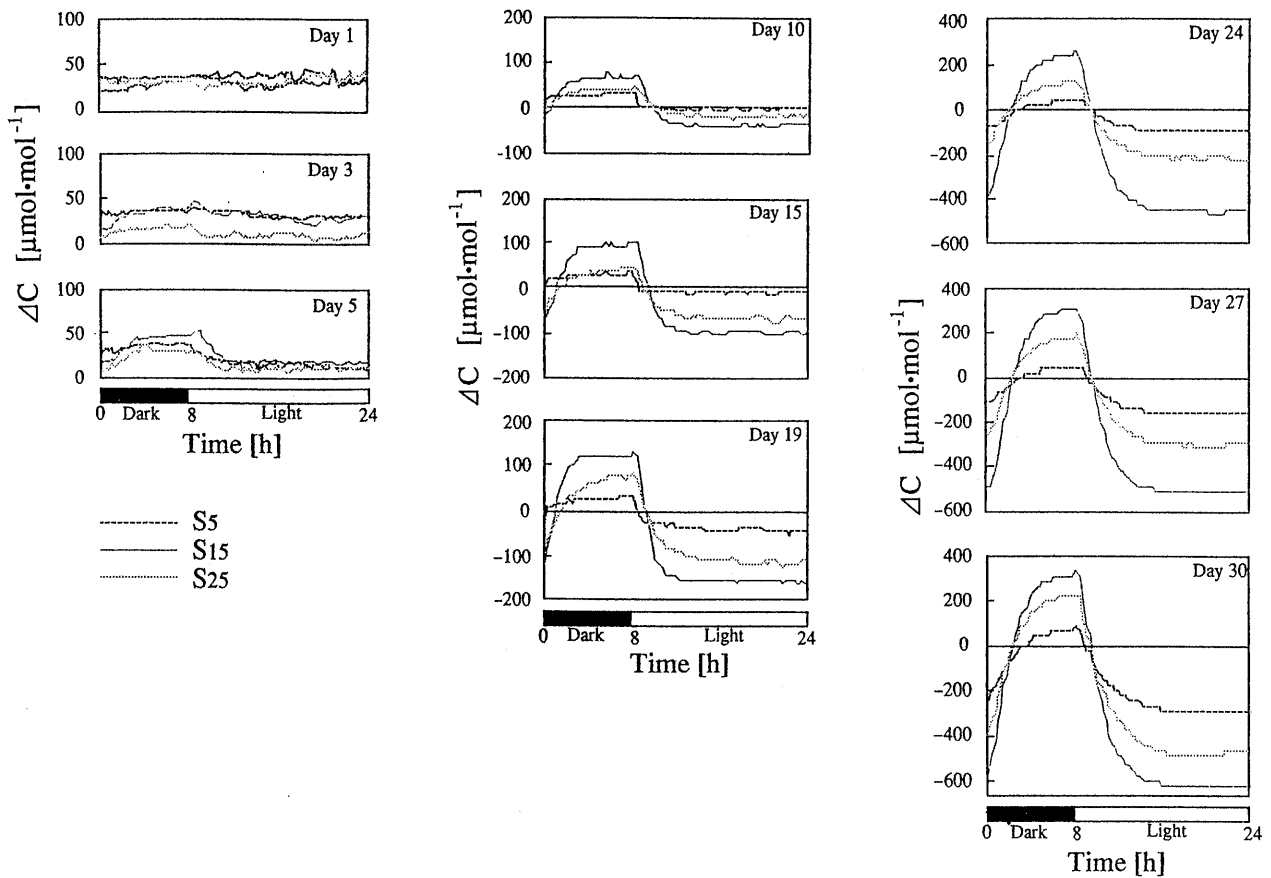 100
50
0
Day 1
100
50
0
Day 3
100
50
0
Day 5
ΔC [μmol•mol⁻¹]
0
Dark
8
Light
24
Time [h]
S5
S15
S25
200
100
0
-100
Day 10
200
100
0
-100
-200
Day 15
200
100
0
-100
-200
Day 19
ΔC [μmol•mol⁻¹]
0
Dark
8
Light
24
Time [h]
400
200
0
-200
-400
-600
Day 24
400
200
0
-200
-400
-600
Day 27
400
200
0
-200
-400
-600
Day 30
ΔC [μmol•mol⁻¹]
0
Dark
8
Light
24
Time [h]